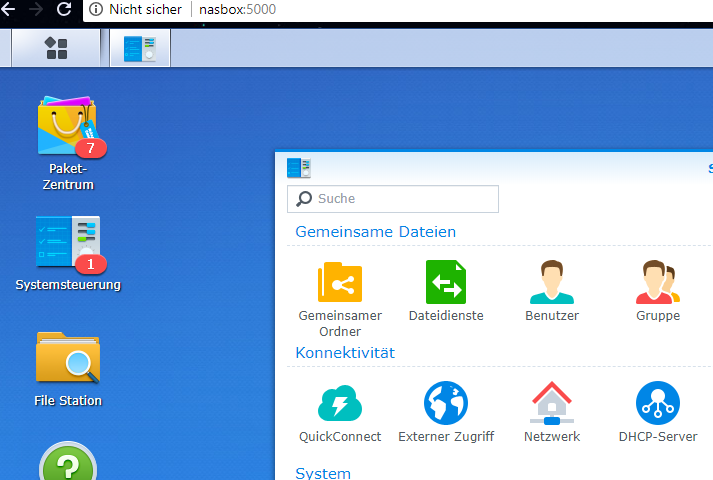 Nicht sicher | nasbox:5000
7
Paket-
Zentrum
1
Systemsteuerung
File Station
?
Suche
Gemeinsame Dateien
Gemeinsamer
Ordner
Dateidienste
Benutzer
Gruppe
Konnektivität
QuickConnect
Externer Zugriff
Netzwerk
DHCP-Server
System